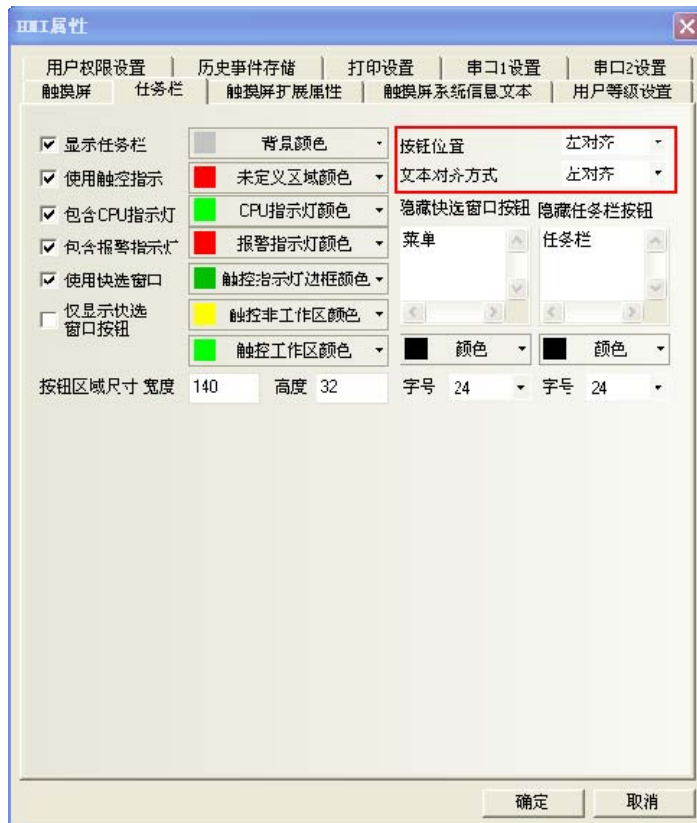 HMI属性
用户权限设置 历史事件存储 打印设置 串口1设置 串口2设置
触摸屏 任务栏 触摸屏扩展属性 触摸屏系统信息文本 用户等级设置
显示任务栏 背景颜色 按钮位置 左对齐
使用触控指示 未定义区域颜色 文本对齐方式 左对齐
包含CPU指示灯 CPU指示灯颜色 隐藏快选窗口按钮 隐藏任务栏按钮
包含报警指示灯 报警指示灯颜色 菜单 任务栏
使用快选窗口 触控指示灯边框颜色
仅显示快选
窗口按钮 触控非工作区颜色
触控工作区颜色 颜色 颜色
按钮区域尺寸 宽度 140 高度 32 字号 24 字号 24
确定 取消